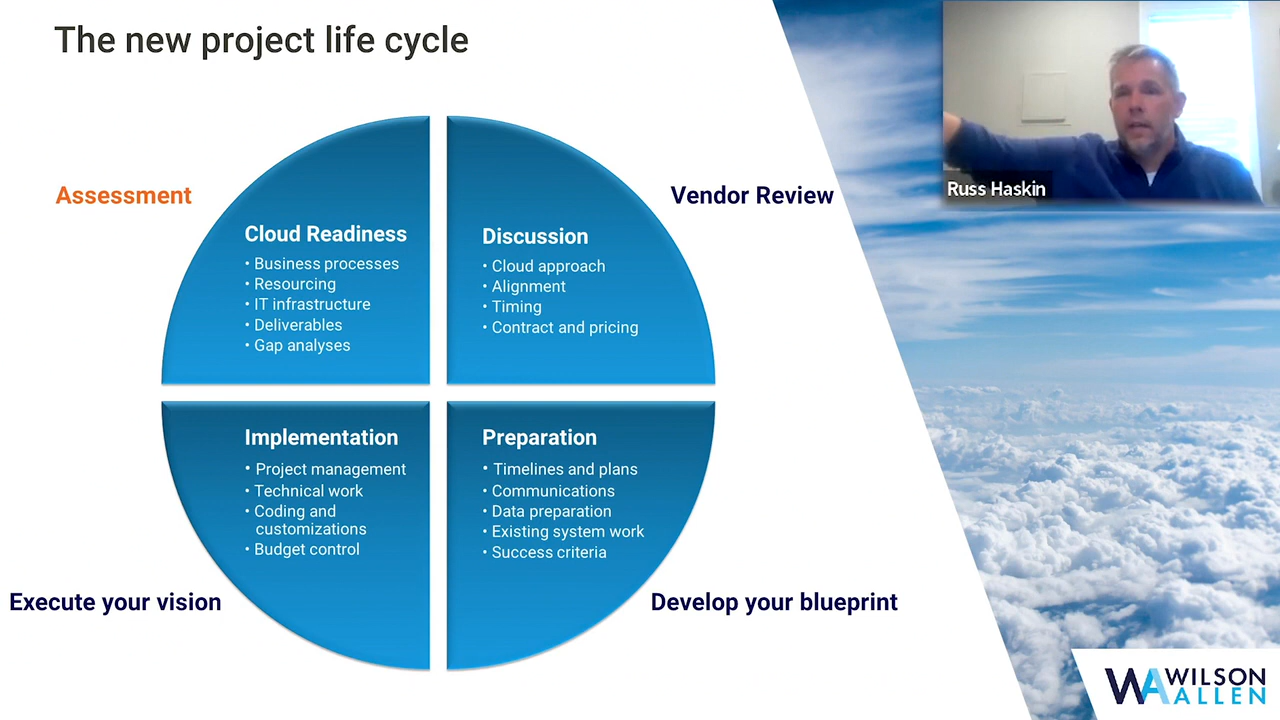 The new project life cycle
Assessment
Cloud Readiness
• Business processes
• Resourcing
• IT infrastructure
• Deliverables
• Gap analyses
Vendor Review
Discussion
• Cloud approach
• Alignment
• Timing
• Contract and pricing
Implementation
• Project management
• Technical work
• Coding and
customizations
• Budget control
Execute your vision
Preparation
• Timelines and plans
• Communications
• Data preparation
• Existing system work
• Success criteria
Develop your blueprint
Russ Haskin
WA WILSON
ALLEN